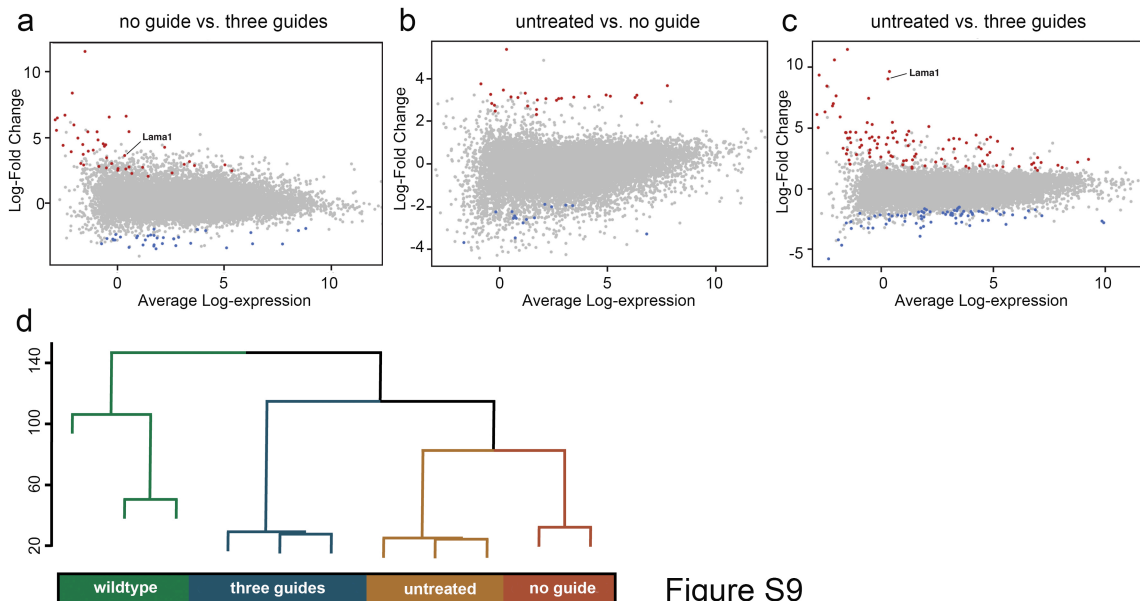 a
no guide vs. three guides
Log-Fold Change
10
5
0
Lama1
0
5
10
Average Log-expression
b
untreated vs. no guide
Log-Fold Change
4
2
0
-2
-4
0
5
10
Average Log-expression
c
untreated vs. three guides
Log-Fold Change
10
5
0
-5
Lama1
0
5
10
Average Log-expression
d
140
100
60
20
wildtype
three guides
untreated
no guide
Figure S9